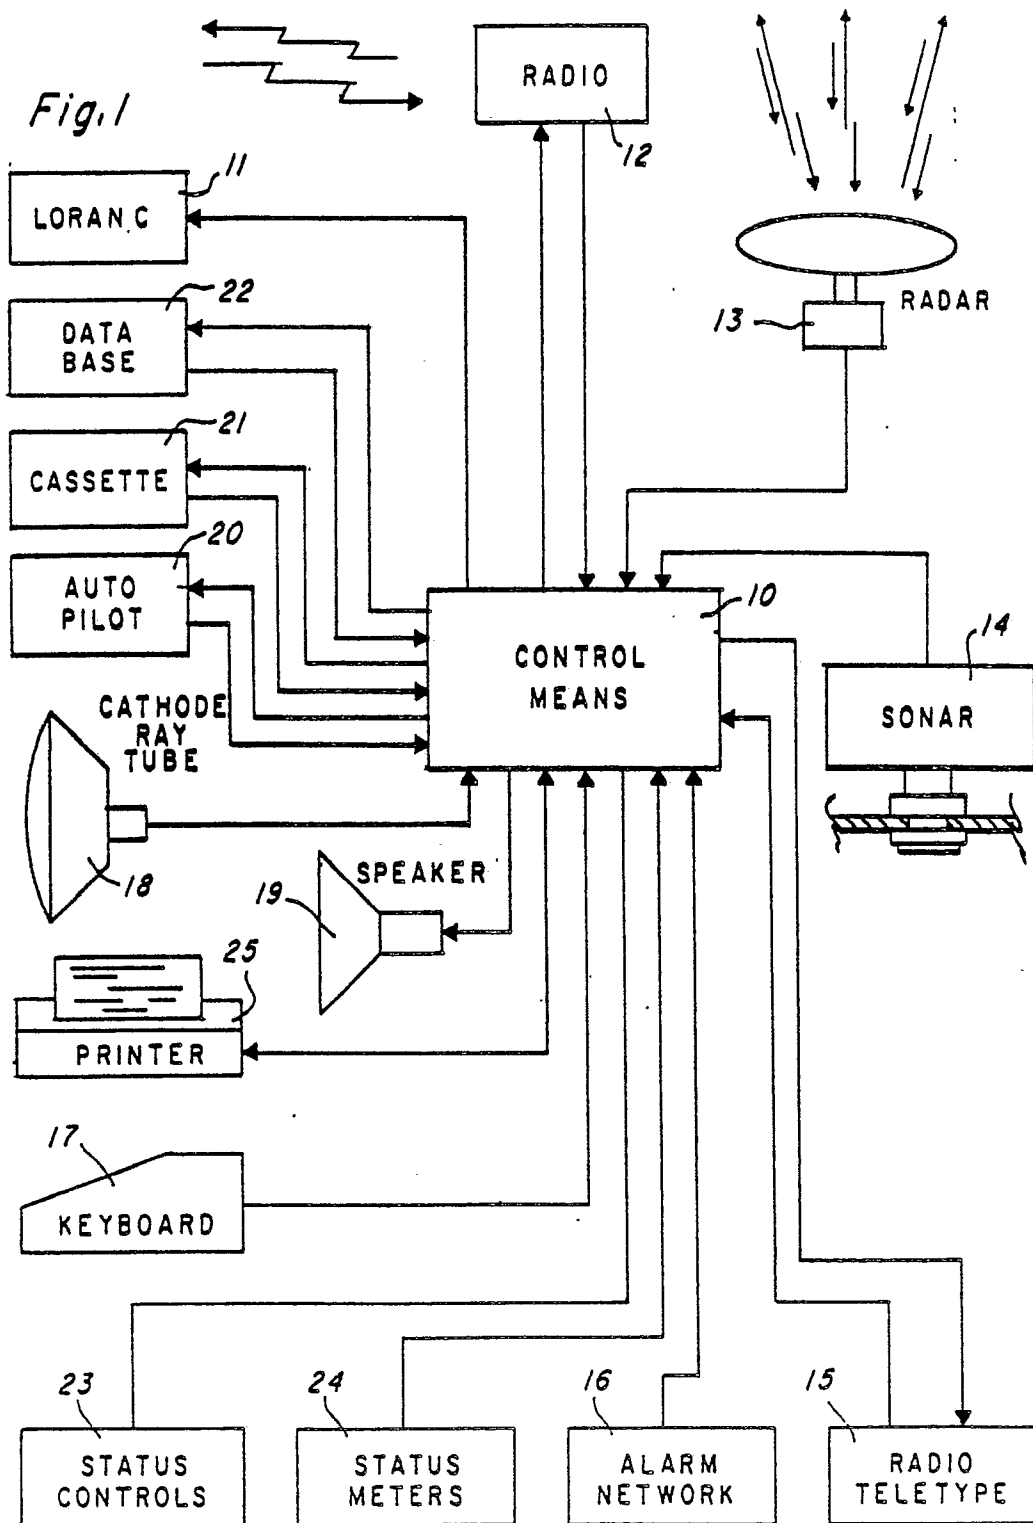 Fig.1
RADIO
12
11
LORAN C
22
DATA
BASE
RADAR
13
21
CASSETTE
20
AUTO
PILOT
10
CONTROL
MEANS
14
SONAR
CATHODE
RAY
TUBE
18
SPEAKER
19
25
PRINTER
17
KEYBOARD
23
STATUS
CONTROLS
24
STATUS
METERS
16
ALARM
NETWORK
15
RADIO
TELETYPE